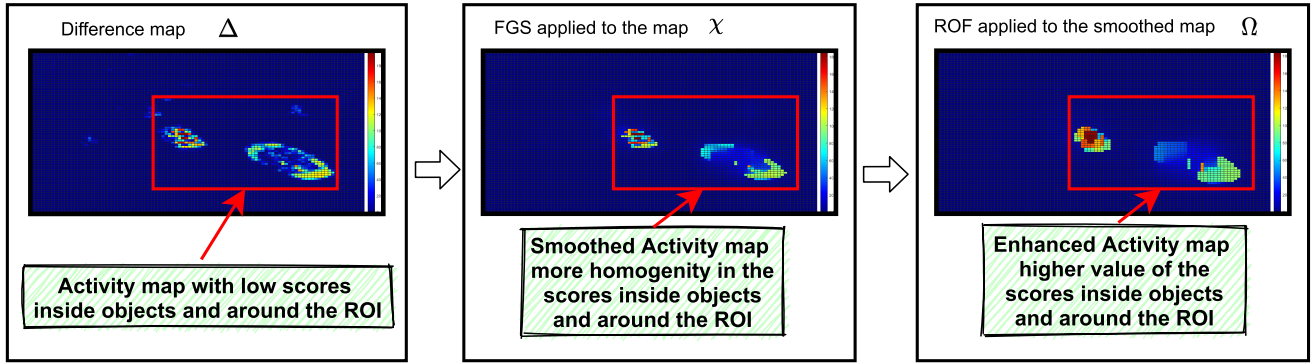 Difference map Δ
Activity map with low scores
inside objects and around the ROI
FGS applied to the map χ
Smoothed Activity map
more homogenity in the
scores inside objects
and around the ROI
ROF applied to the smoothed map Ω
Enhanced Activity map
higher value of the
scores inside objects
and around the ROI